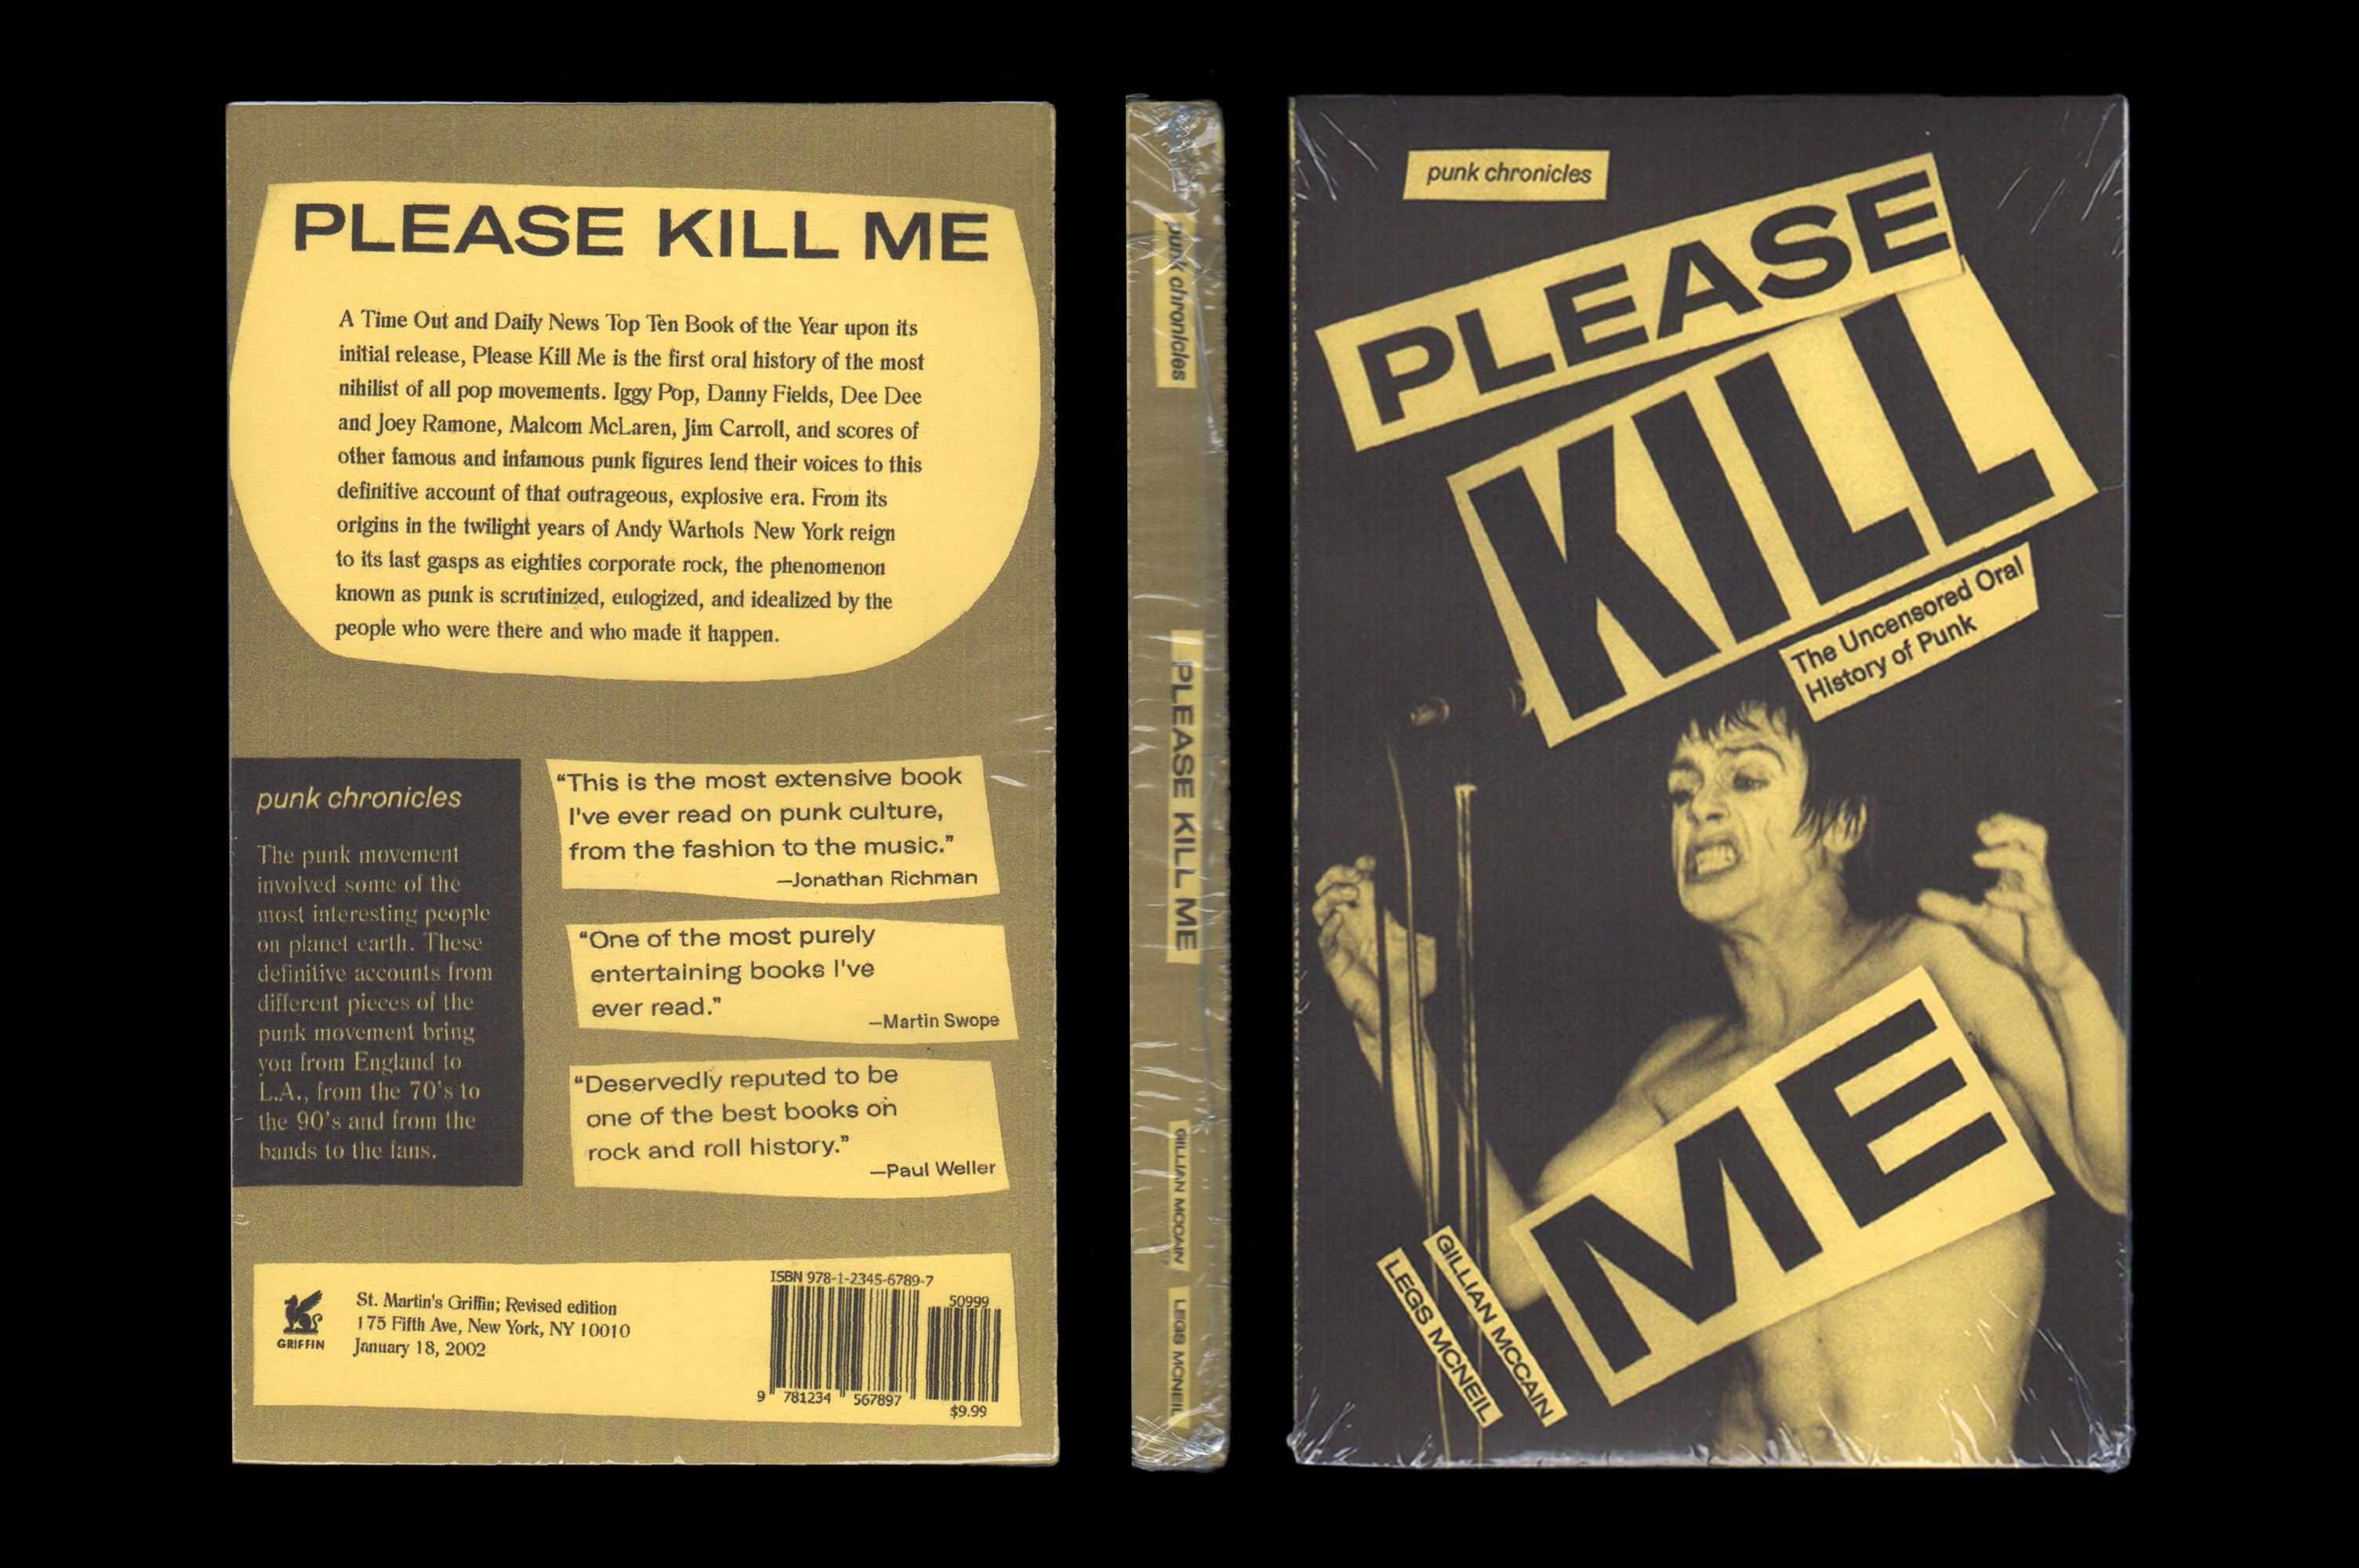 PLEASE KILL ME
A Time Out and Daily News Top Ten Book of the Year upon its
initial release, Please Kill Me is the first oral history of the most
nihilist of all pop movements. Iggy Pop, Danny Fields, Dee Dee
and Joey Ramone, Malcom McLaren, Jim Carroll, and scores of
other famous and infamous punk figures lend their voices to this
definitive account of that outrageous, explosive era. From its
origins in the twilight years of Andy Warhols New York reign
to its last gasps as eighties corporate rock, the phenomenon
known as punk is scrutinized, eulogized, and idealized by the
people who were there and who made it happen.
punk chronicles
The punk movement
involved some of the
most interesting people
on planet earth. These
definitive accounts from
different pieces of the
punk movement bring
you from England to
L.A., from the 70's to
the 90's and from the
bands to the fans.
“This is the most extensive book
I've ever read on punk culture,
from the fashion to the music.”
—Jonathan Richman
“One of the most purely
entertaining books I've
ever read.”
—Martin Swope
“Deservedly reputed to be
one of the best books on
rock and roll history.”
—Paul Weller
GRIFFIN
St. Martin's Griffin; Revised edition
175 Fifth Ave, New York, NY 10010
January 18, 2002
ISBN 978-1-2345-6789-7
50999
9 781234 567897
$9.99
punk chronicles
PLEASE KILL ME
GILLIAN MCCAIN
LEGS MCNEIL
punk chronicles
PLEASE
KILL
The Uncensored Oral
History of Punk
ME
GILLIAN MCCAIN
LEGS MCNEIL